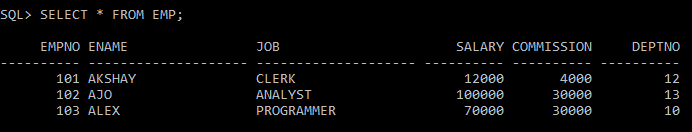 SQL> SELECT * FROM EMP;
EMPNO ENAME JOB SALARY COMMISSION DEPTNO
---------- -------------------- -------------------- ---------- ---------- ----------
101 AKSHAY CLERK 12000 4000 12
102 AJO ANALYST 100000 30000 13
103 ALEX PROGRAMMER 70000 30000 10